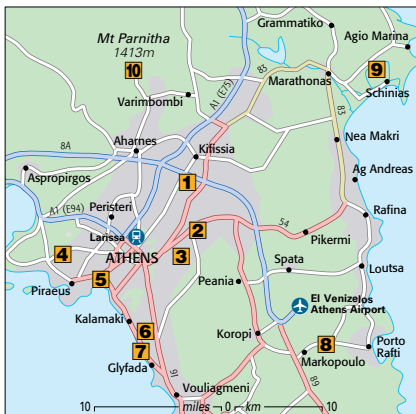 Grammatiko
Mt Parnitha
1413m
Agio Marina
10
83
9
Marathonas
Varimbombi
A1 (E75)
Schinias
83
8A
Aharnes
Kifissia
Nea Makri
Aspropirgos
1
Ag Andreas
A1 (E94)
Peristeri
Rafina
2
54
4
Larissa
ATHENS
3
Pikermi
5
Spata
Loutsa
Piraeus
Peania
El Venizelos
Athens Airport
Kalamaki
6
Koropi
7
8
Porto
Rafti
Glyfada
Markopoulo
91
89
Vouliagmeni
10 miles 0 km 10